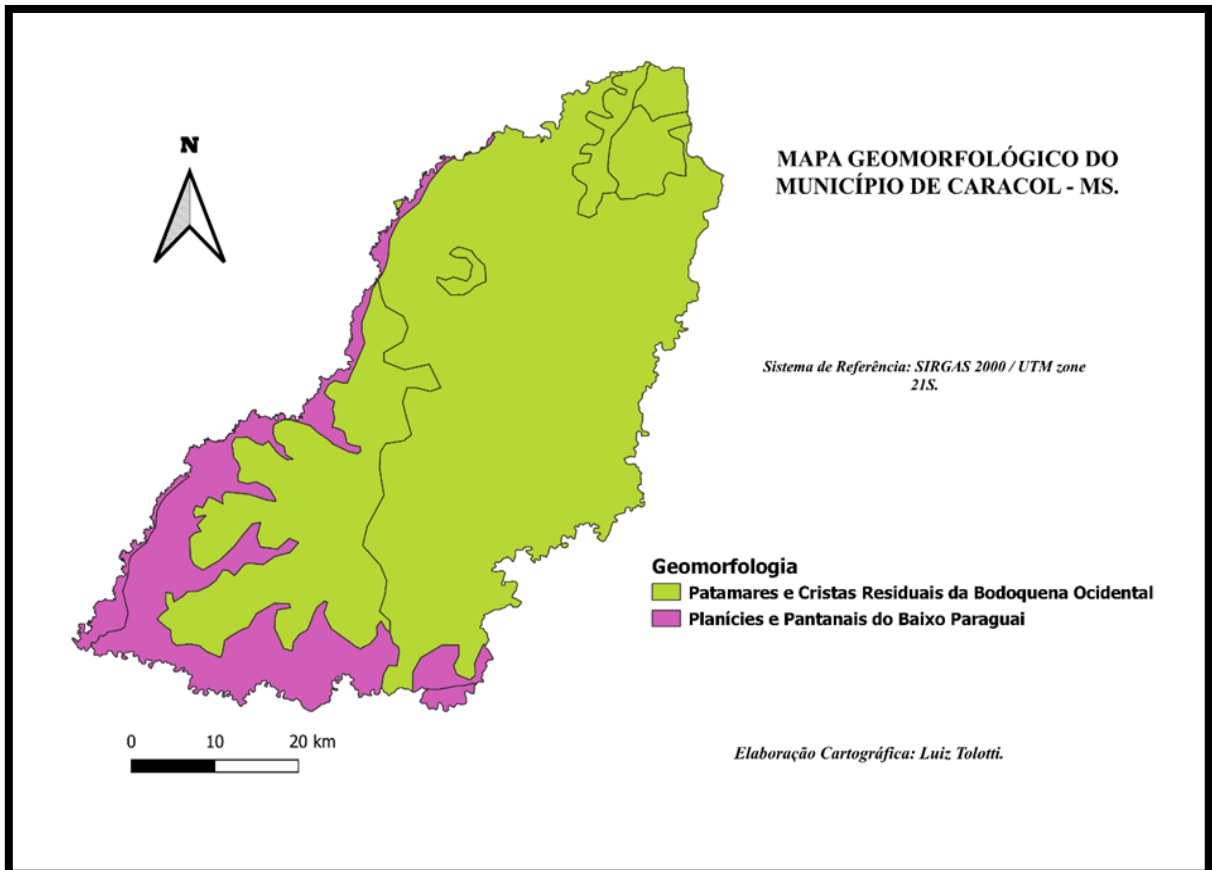 N
MAPA GEOMORFOLÓGICO DO
MUNICÍPIO DE CARACOL - MS.
Sistema de Referência: SIRGAS 2000 / UTM zone
21S.
Geomorfologia
Patamares e Cristas Residuais da Bodoquena Ocidental
Planícies e Pantanais do Baixo Paraguai
0 10 20 km
Elaboração Cartográfica: Luiz Tolotti.